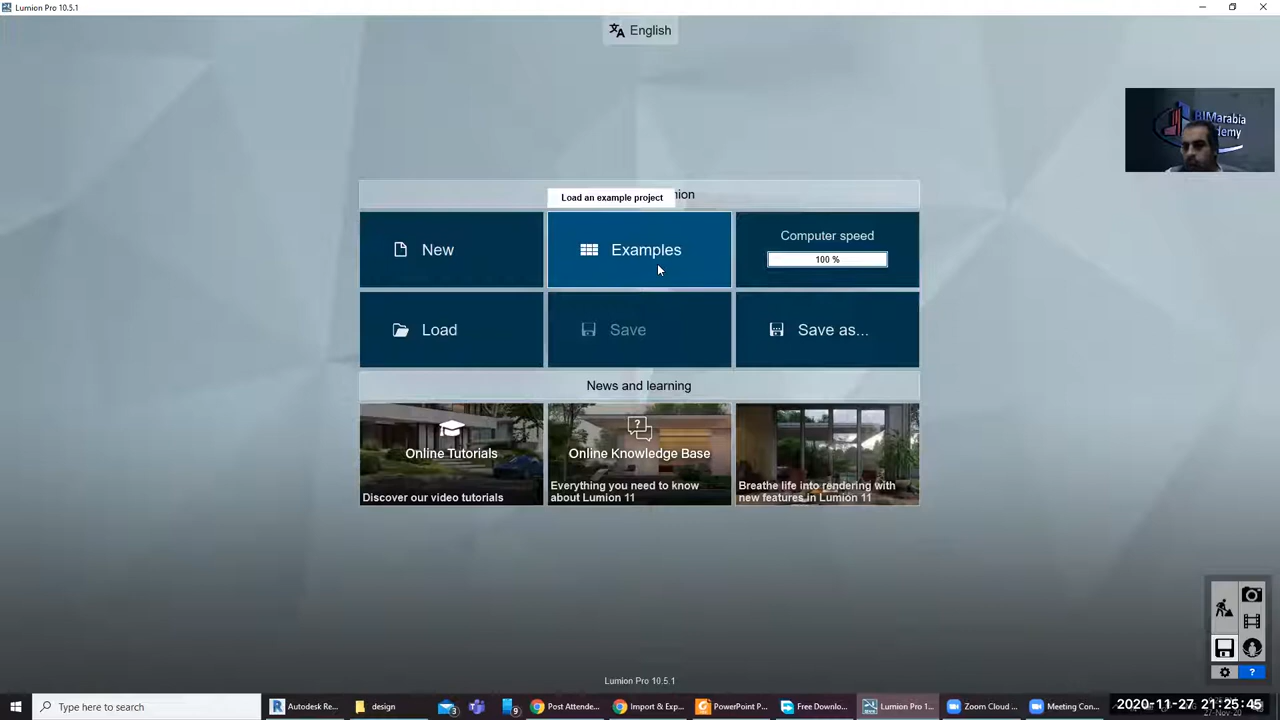 Lumion Pro 10.5.1
English
BIMarabia
Load an example project
New
Examples
Computer speed
100 %
Load
Save
Save as...
News and learning
Online Tutorials
Discover our video tutorials
Online Knowledge Base
Everything you need to know
about Lumion 11
Breathe life into rendering with
new features in Lumion 11
?
Lumion Pro 10.5.1
Type here to search
Autodesk Re...
design
Post Attende...
Import & Exp...
PowerPoint P...
Free Downlo...
Lumion Pro 1...
Zoom Cloud ...
Meeting Con...
2020-11-27 21:25:45